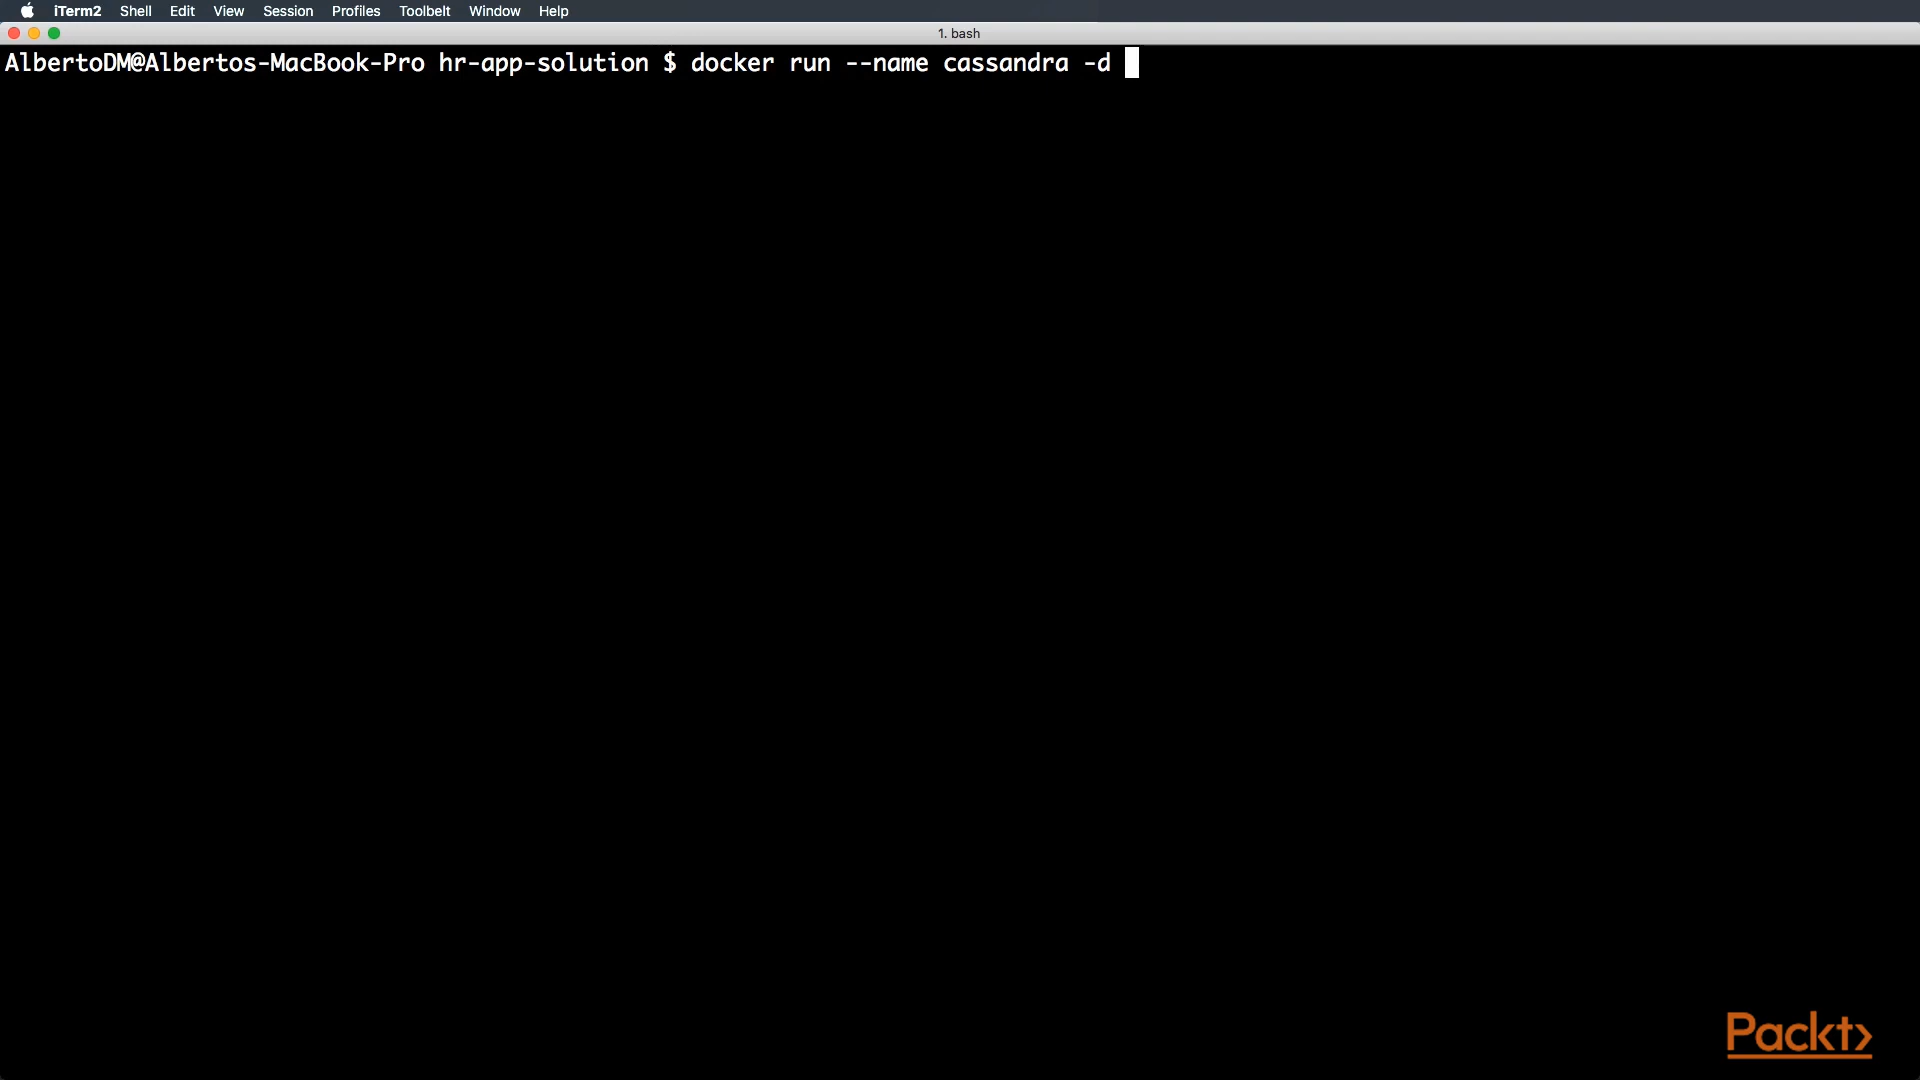 iTerm2 Shell Edit View Session Profiles Toolbelt Window Help
1. bash
AlbertoDM@Albertos-MacBook-Pro hr-app-solution $ docker run --name cassandra -d
Packt>